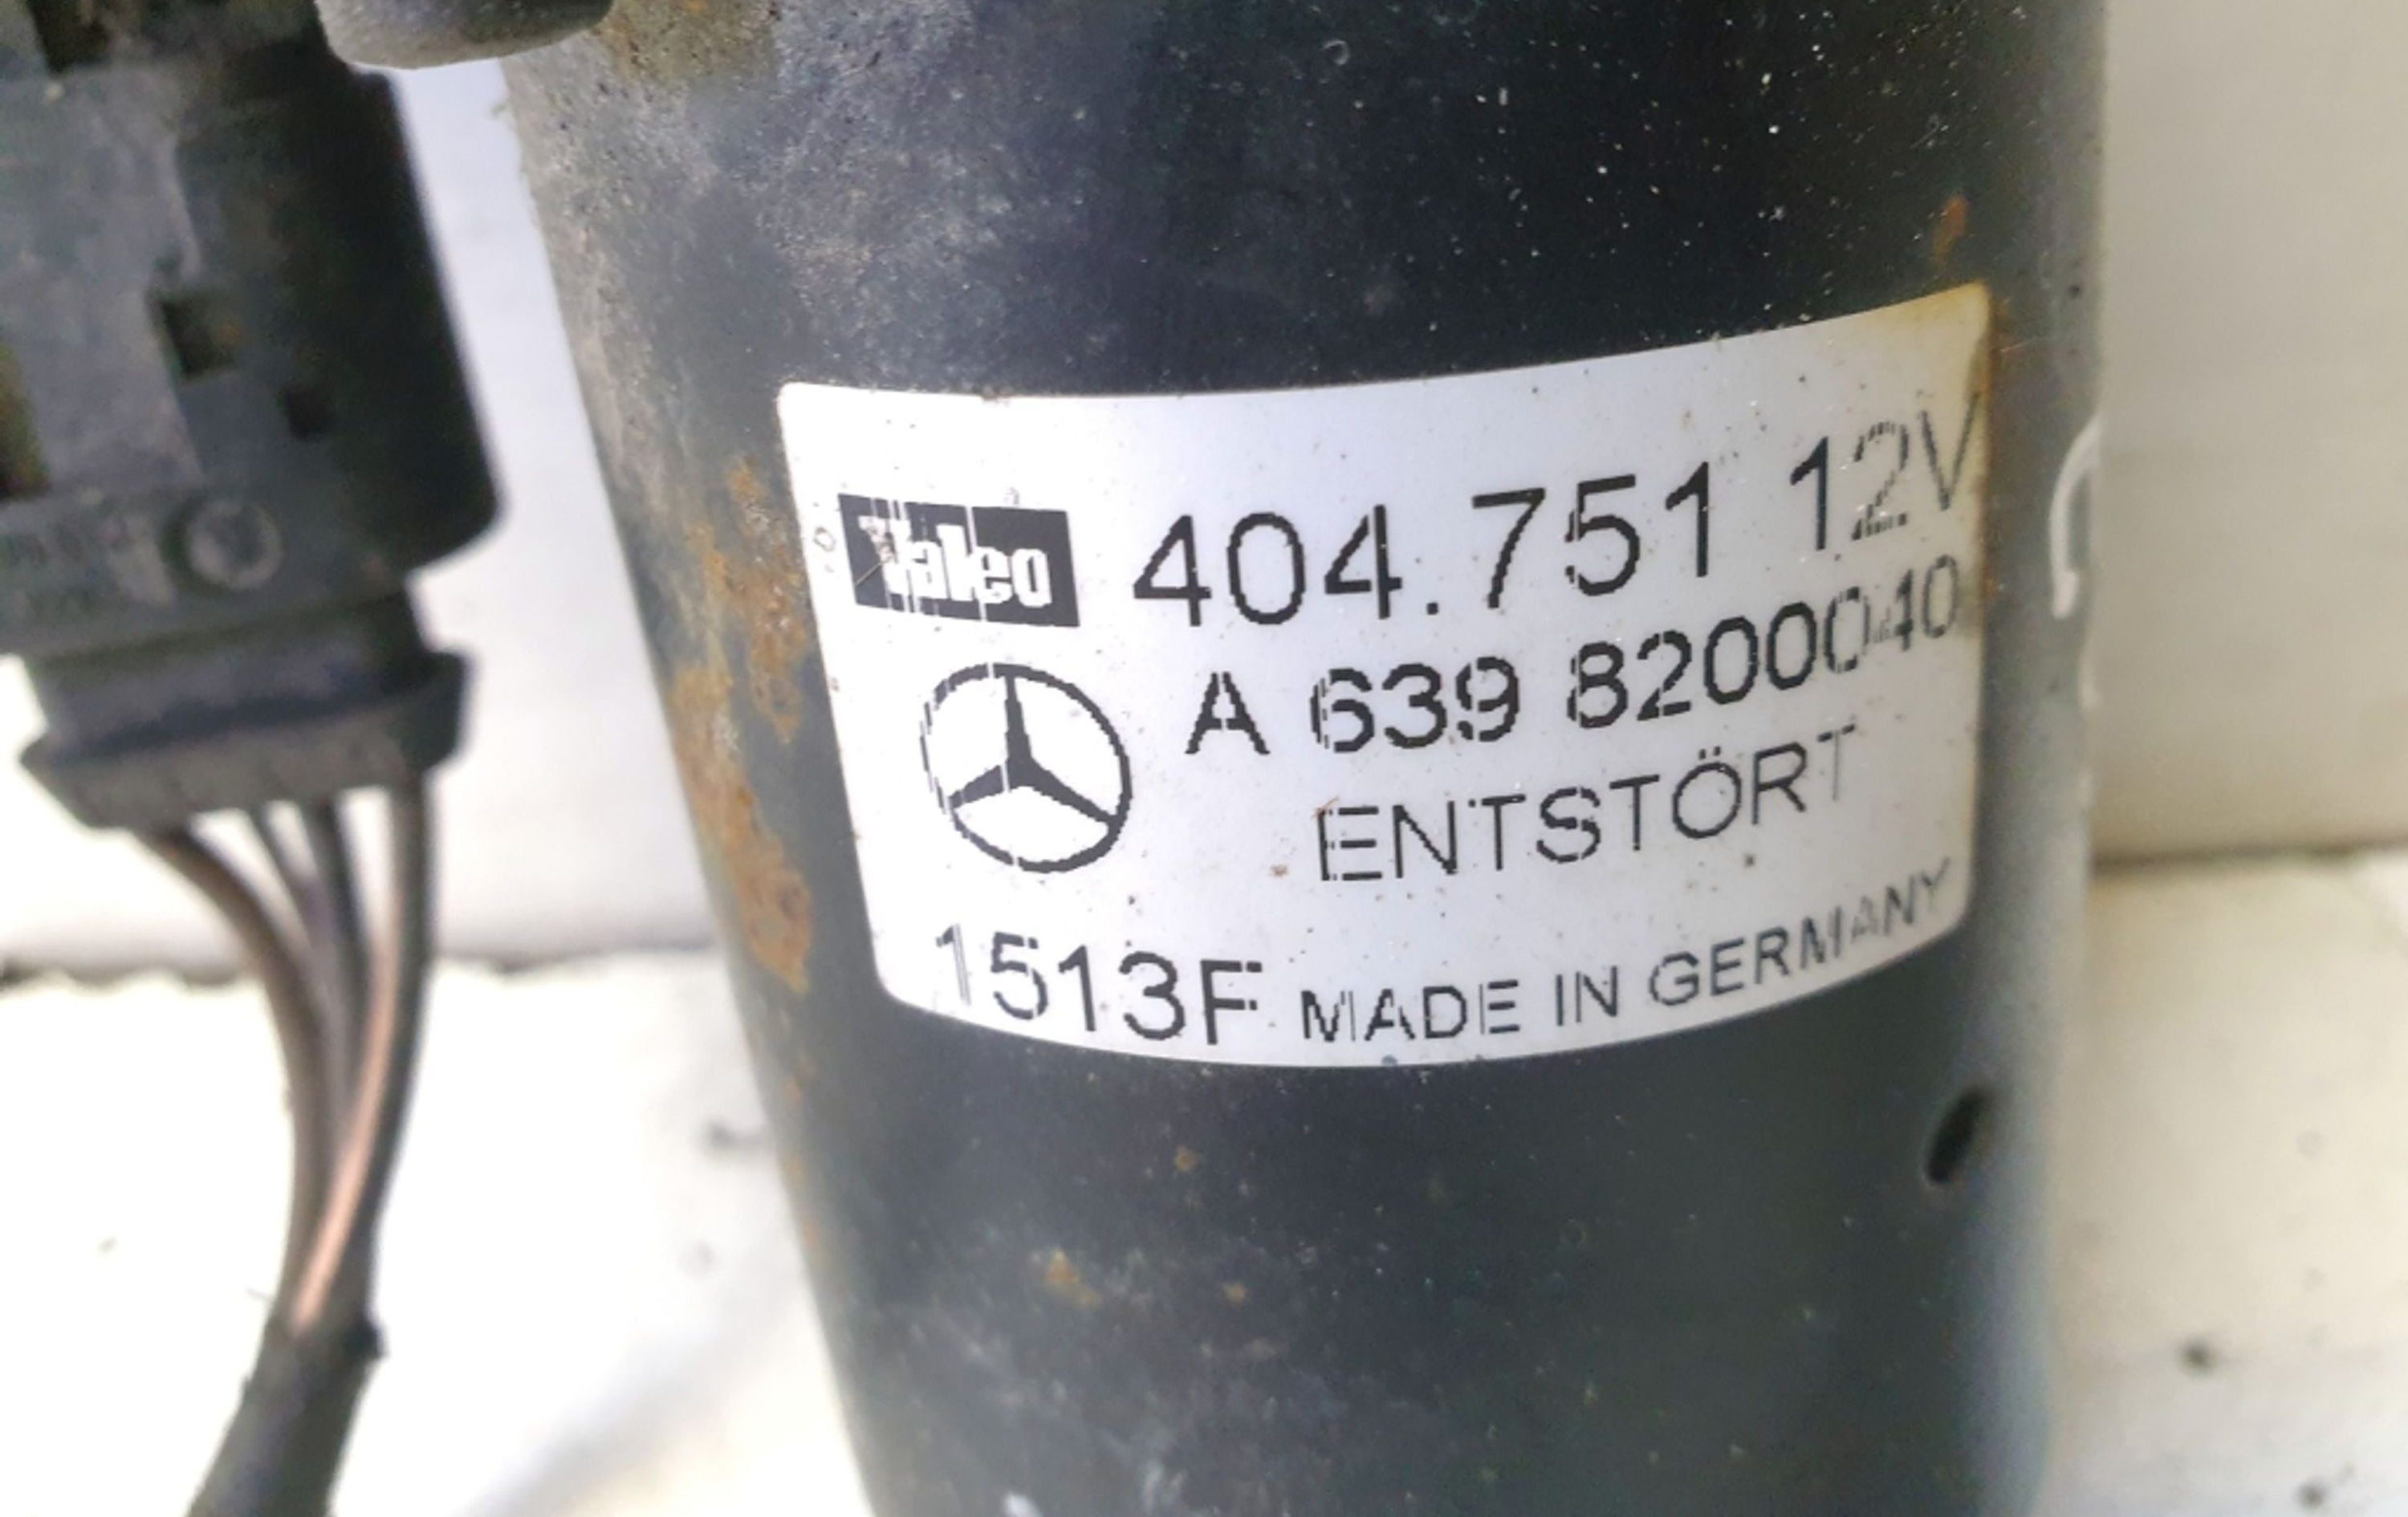 Valeo 404.751 12V
A 639 8200040
ENTSTÖRT
1513F MADE IN GERMANY